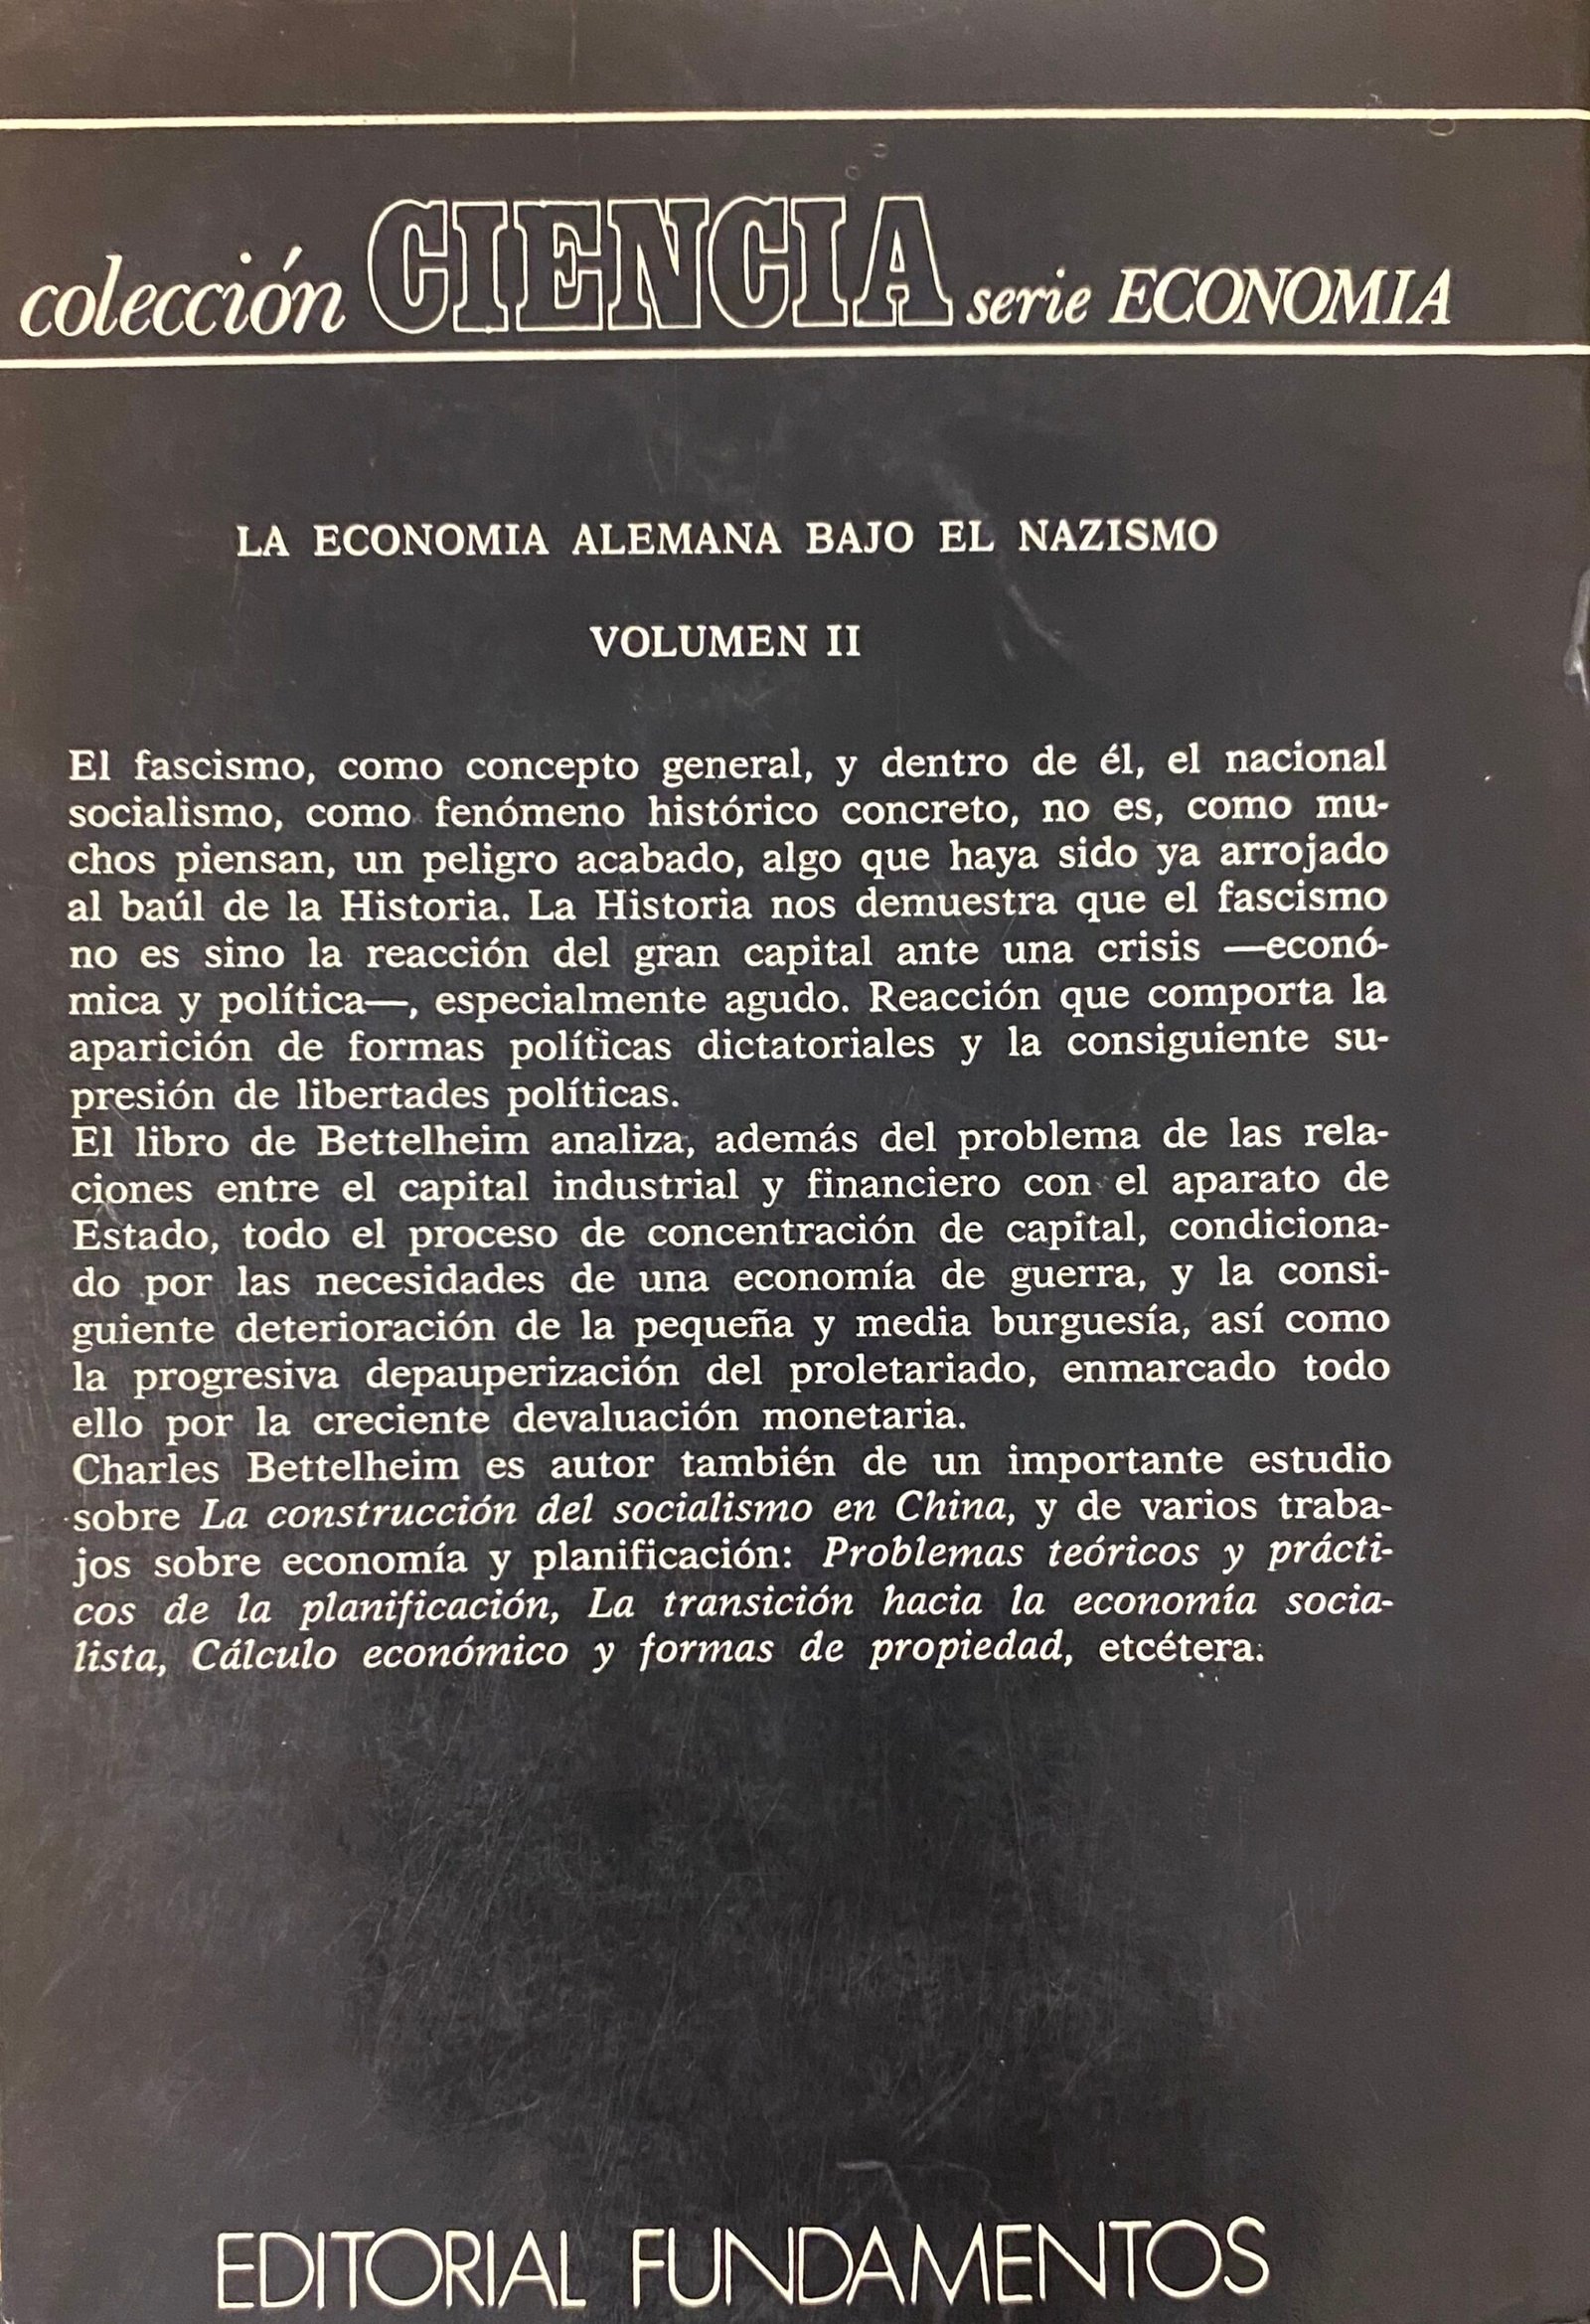 colección CIENCIA serie ECONOMIA
LA ECONOMIA ALEMANA BAJO EL NAZISMO
VOLUMEN II
El fascismo, como concepto general, y dentro de él, el nacional
socialismo, como fenómeno histórico concreto, no es, como mu-
chos piensan, un peligro acabado, algo que haya sido ya arrojado
al baúl de la Historia. La Historia nos demuestra que el fascismo
no es sino la reacción del gran capital ante una crisis —econó-
mica y política—, especialmente agudo. Reacción que comporta la
aparición de formas políticas dictatoriales y la consiguiente su-
presión de libertades políticas.
El libro de Bettelheim analiza, además del problema de las rela-
ciones entre el capital industrial y financiero con el aparato de
Estado, todo el proceso de concentración de capital, condiciona-
do por las necesidades de una economía de guerra, y la consi-
guiente deterioración de la pequeña y media burguesía, así como
la progresiva depauperización del proletariado, enmarcado todo
ello por la creciente devaluación monetaria.
Charles Bettelheim es autor también de un importante estudio
sobre La construcción del socialismo en China, y de varios traba-
jos sobre economía y planificación: Problemas teóricos y prácti-
cos de la planificación, La transición hacia la economía socia-
lista, Cálculo económico y formas de propiedad, etcétera.
EDITORIAL FUNDAMENTOS